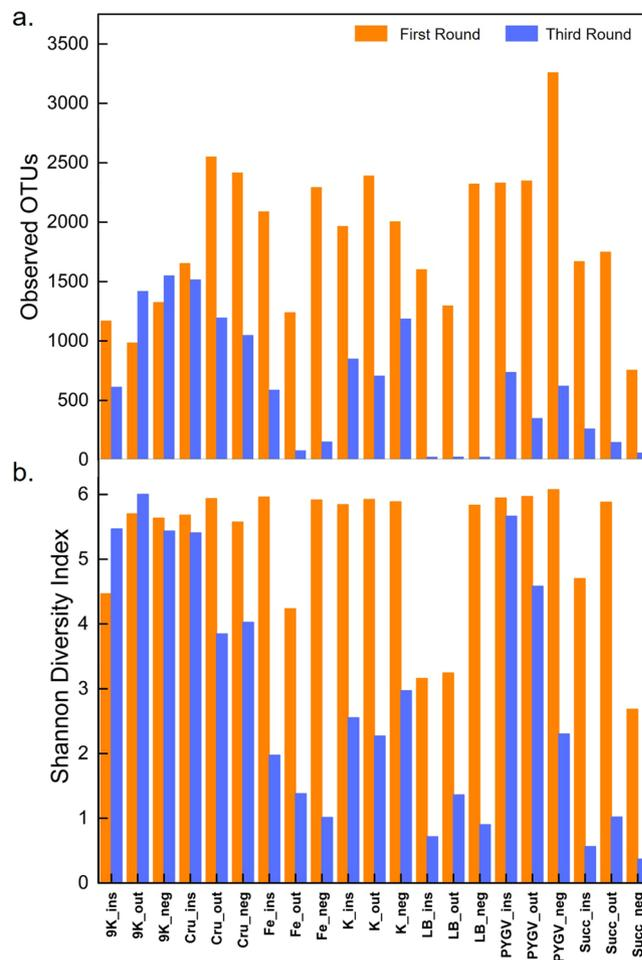 a.
First Round
Third Round
3500
3000
2500
2000
1500
1000
500
0
Observed OTUs
b.
6
5
4
3
2
1
0
Shannon Diversity Index
9K_ins
9K_out
9K_neg
Cru_ins
Cru_out
Cru_neg
Fe_ins
Fe_out
Fe_neg
K_ins
K_out
K_neg
LB_ins
LB_out
LB_neg
PYGV_ins
PYGV_out
PYGV_neg
Succ_ins
Succ_out
Succ_neg